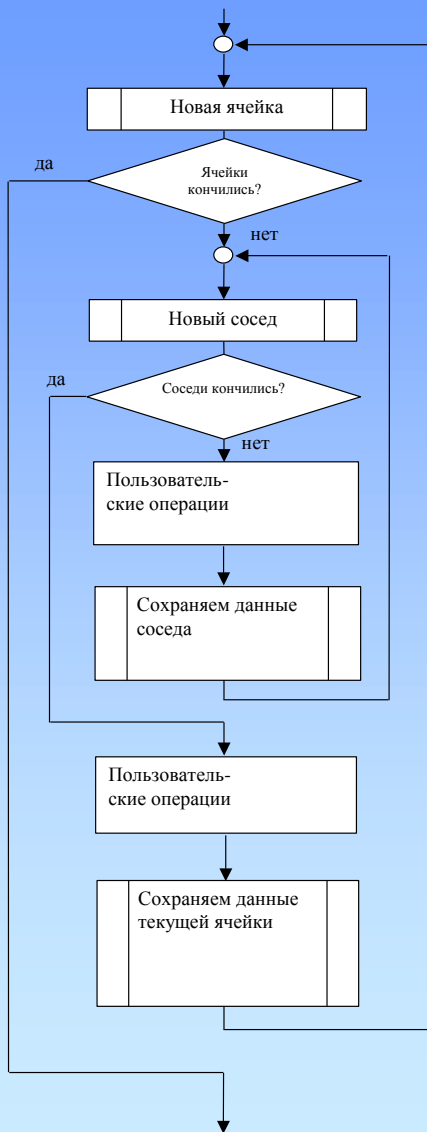 Новая ячейка
да
Ячейки
кончились?
нет
Новый сосед
да
Соседи кончились?
нет
Пользователь-
ские операции
Сохраняем данные
соседа
Пользователь-
ские операции
Сохраняем данные
текущей ячейки